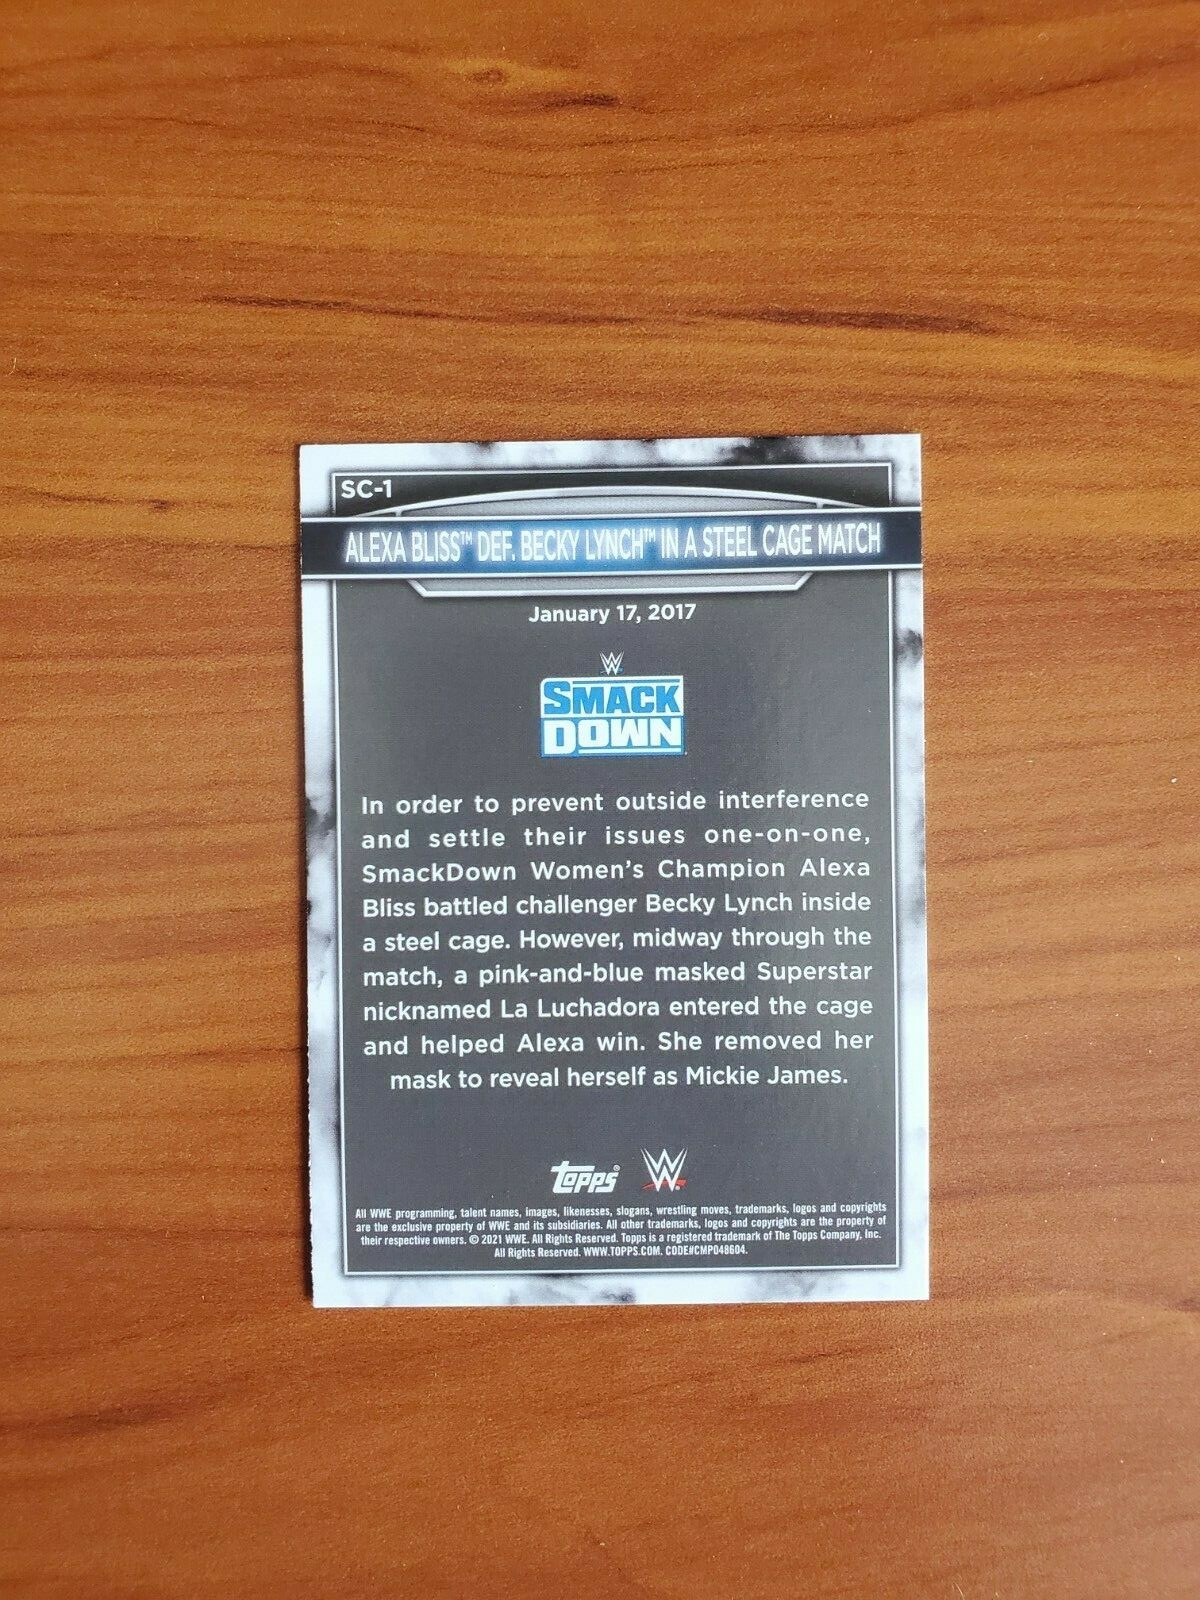 SC-1
ALEXA BLISS™ DEF. BECKY LYNCH™ IN A STEEL CAGE MATCH
January 17, 2017
W
SMACK
DOWN
In order to prevent outside interference
and settle their issues one-on-one,
SmackDown Women's Champion Alexa
Bliss battled challenger Becky Lynch inside
a steel cage. However, midway through the
match, a pink-and-blue masked Superstar
nicknamed La Luchadora entered the cage
and helped Alexa win. She removed her
mask to reveal herself as Mickie James.
Topps® W
All WWE programming, talent names, images, likenesses, slogans, wrestling moves, trademarks, logos and copyrights
are the exclusive property of WWE and its subsidiaries. All other trademarks, logos and copyrights are the property of
their respective owners. © 2021 WWE. All Rights Reserved. Topps is a registered trademark of The Topps Company, Inc.
All Rights Reserved. WWW.TOPPS.COM. CODE#CMP048604.